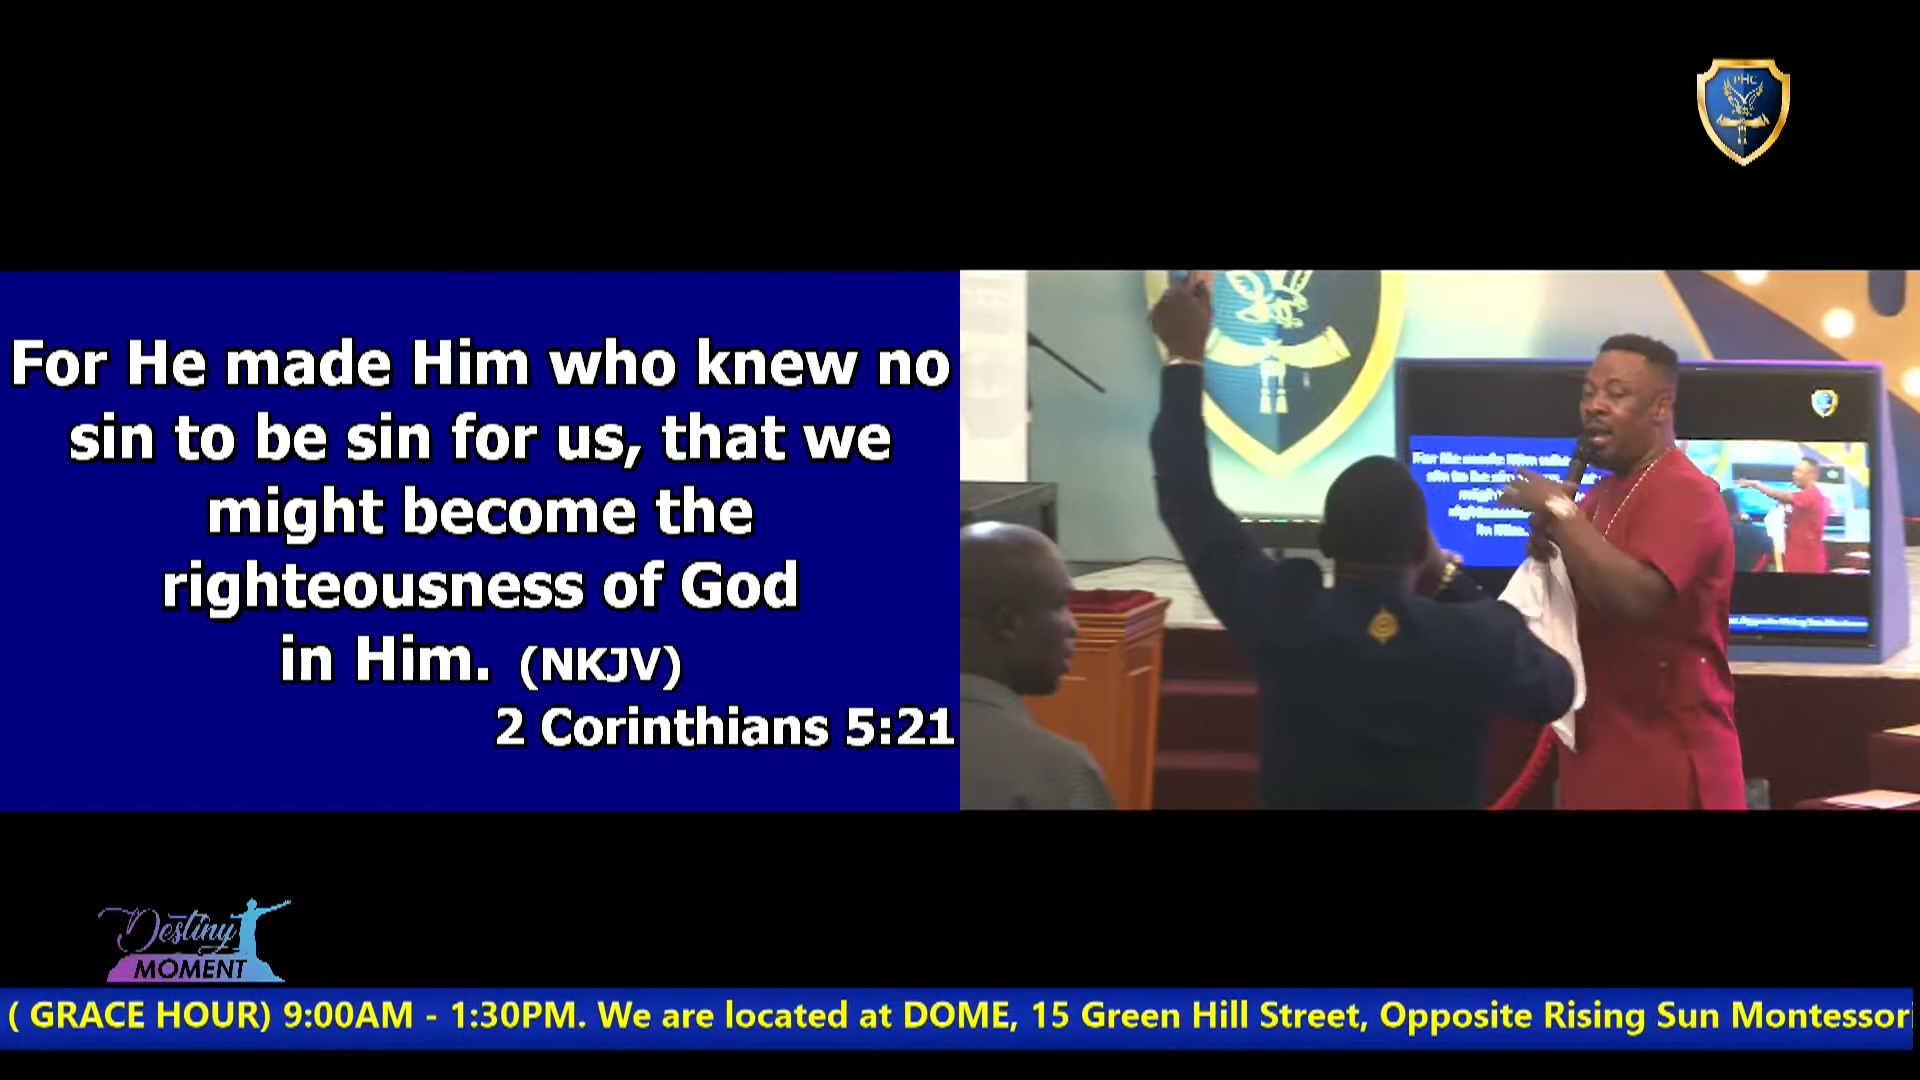 PHC
For He made Him who knew no
sin to be sin for us, that we
might become the
righteousness of God
in Him. (NKJV)
2 Corinthians 5:21
Destiny
MOMENT
( GRACE HOUR) 9:00AM - 1:30PM. We are located at DOME, 15 Green Hill Street, Opposite Rising Sun Montessori